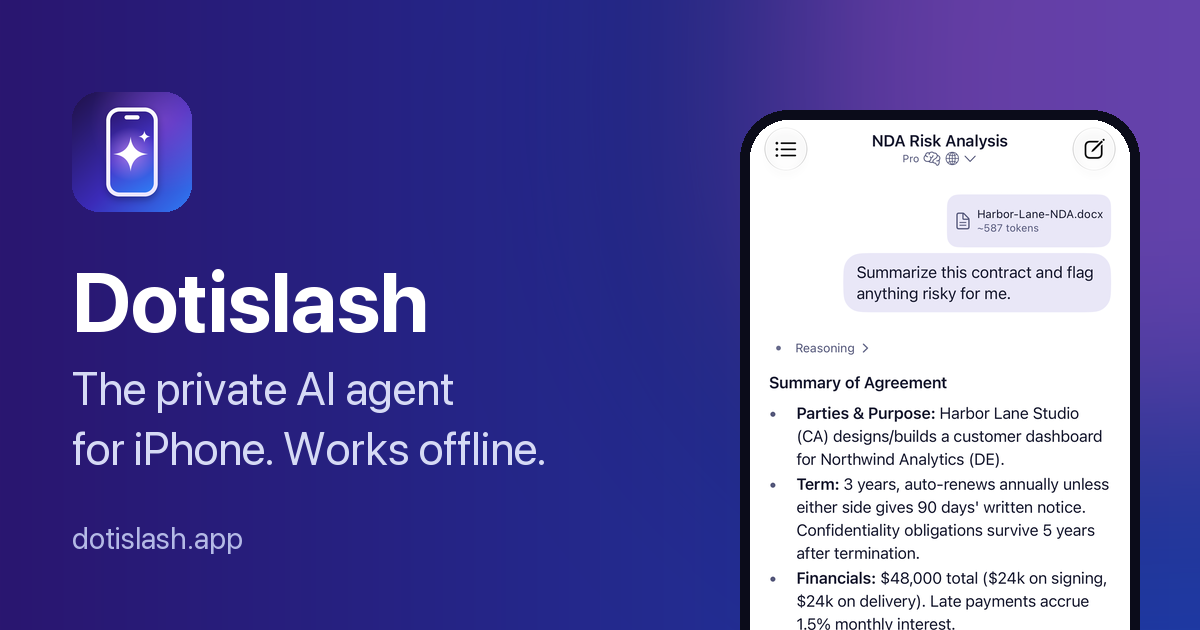 Dotislash
The private AI agent
for iPhone. Works offline.
dotislash.app
NDA Risk Analysis
Pro
Harbor-Lane-NDA.docx
~587 tokens
Summarize this contract and flag
anything risky for me.
• Reasoning >
Summary of Agreement
• Parties & Purpose: Harbor Lane Studio
(CA) designs/builds a customer dashboard
for Northwind Analytics (DE).
• Term: 3 years, auto-renews annually unless
either side gives 90 days' written notice.
Confidentiality obligations survive 5 years
after termination.
• Financials: $48,000 total ($24k on signing,
$24k on delivery). Late payments accrue
1.5% monthly interest.